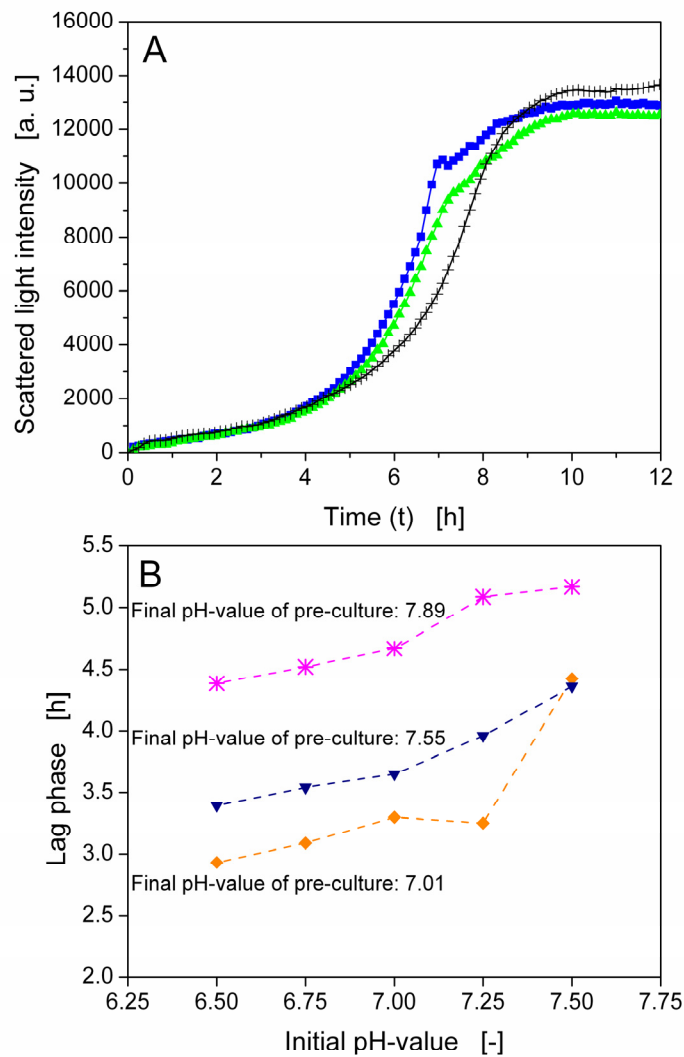 A
Scattered light intensity [a. u.]
16000
14000
12000
10000
8000
6000
4000
2000
0
0 2 4 6 8 10 12
Time (t) [h]
B
Lag phase [h]
5.5
5.0
4.5
4.0
3.5
3.0
2.5
2.0
Final pH-value of pre-culture: 7.89
Final pH-value of pre-culture: 7.55
Final pH-value of pre-culture: 7.01
6.25 6.50 6.75 7.00 7.25 7.50 7.75
Initial pH-value [-]